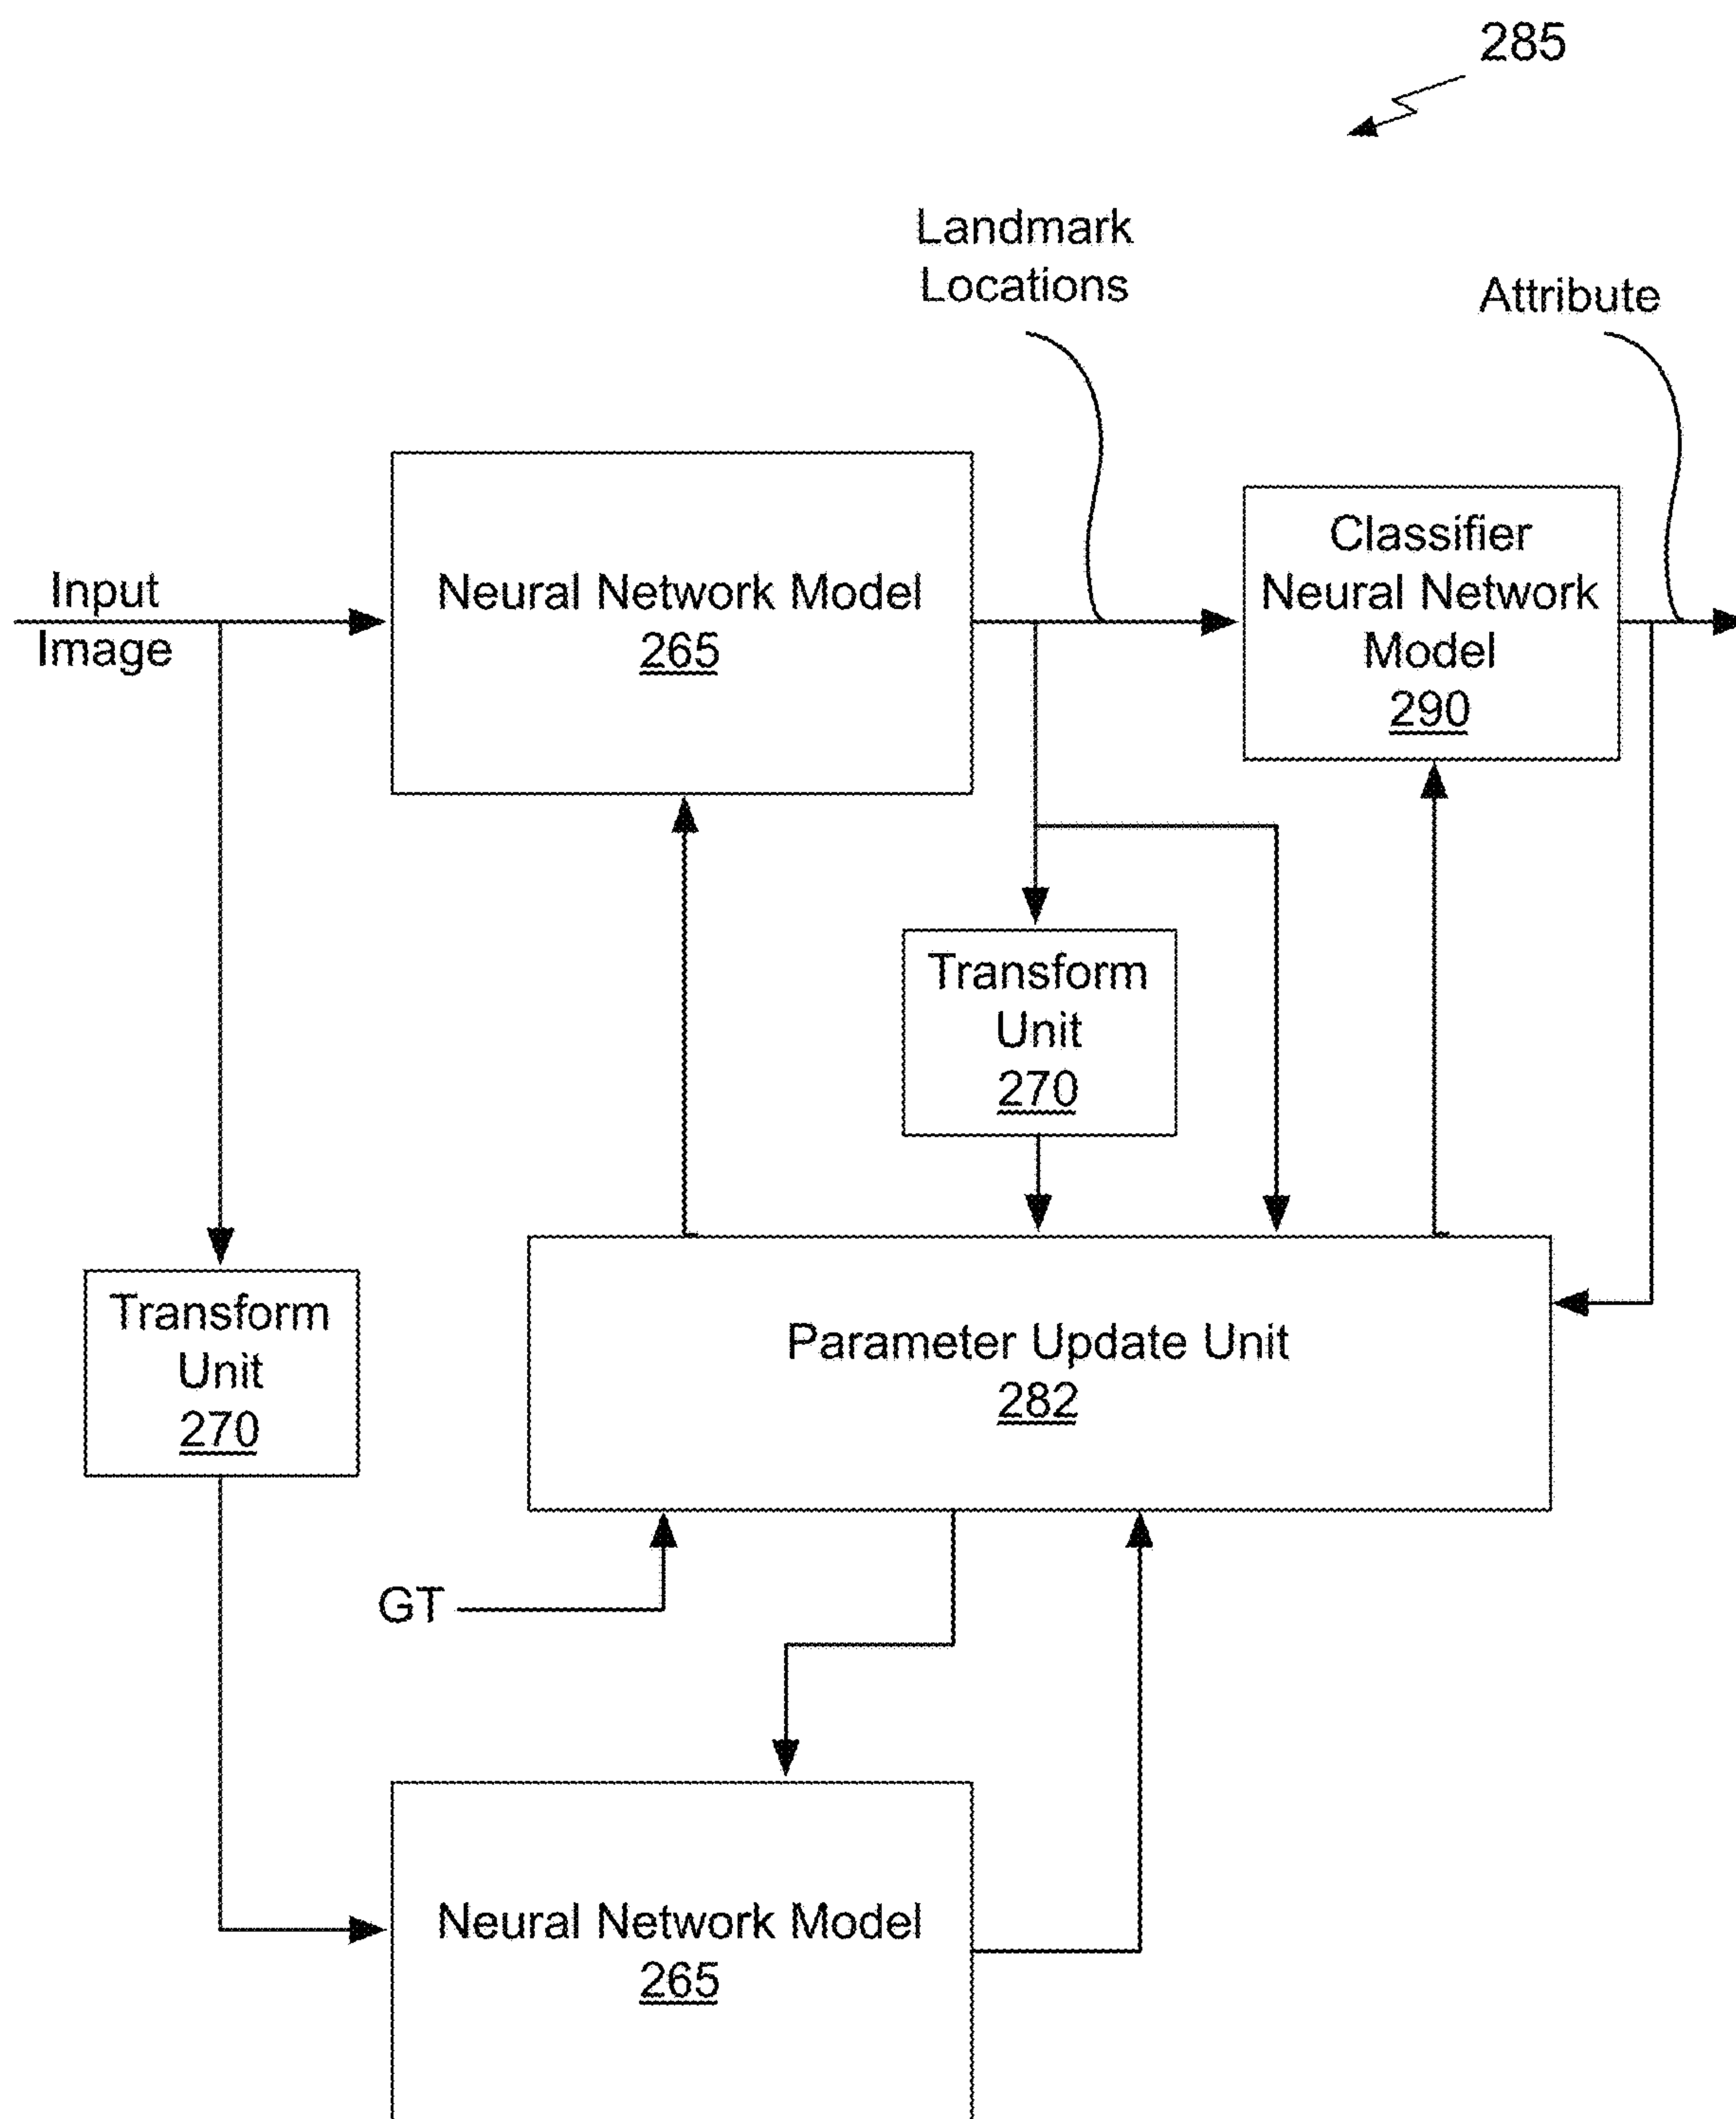 285
Landmark
Locations
Attribute
Input
Image
Neural Network Model
265
Classifier
Neural Network
Model
290
Transform
Unit
270
Transform
Unit
270
Parameter Update Unit
282
GT
Neural Network Model
265